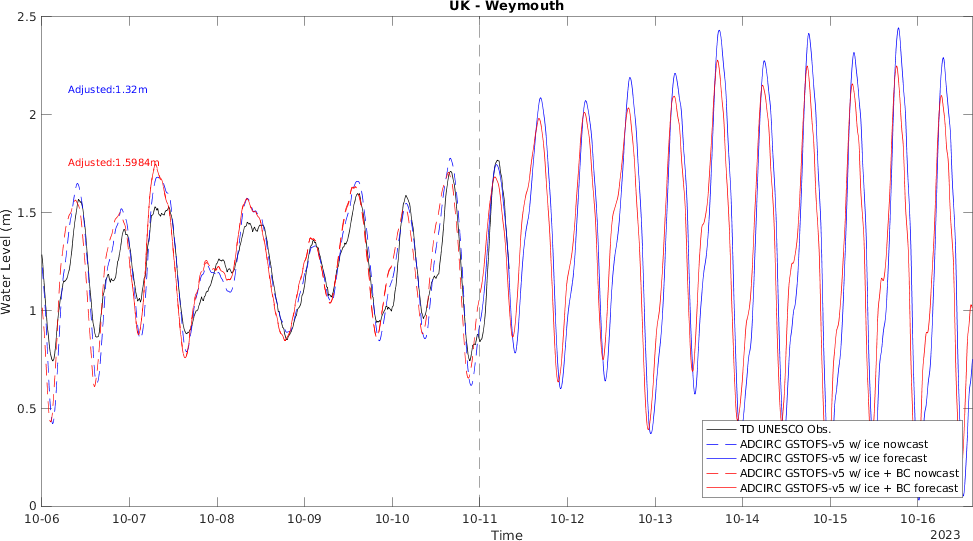 UK - Weymouth
Adjusted:1.32m
Adjusted:1.5984m
Water Level (m)
2.5
2
1.5
1
0.5
0
TD UNESCO Obs.
ADCIRC GSTOFS-v5 w/ ice nowcast
ADCIRC GSTOFS-v5 w/ ice forecast
ADCIRC GSTOFS-v5 w/ ice + BC nowcast
ADCIRC GSTOFS-v5 w/ ice + BC forecast
10-06 10-07 10-08 10-09 10-10 10-11 10-12 10-13 10-14 10-15 10-16
Time
2023